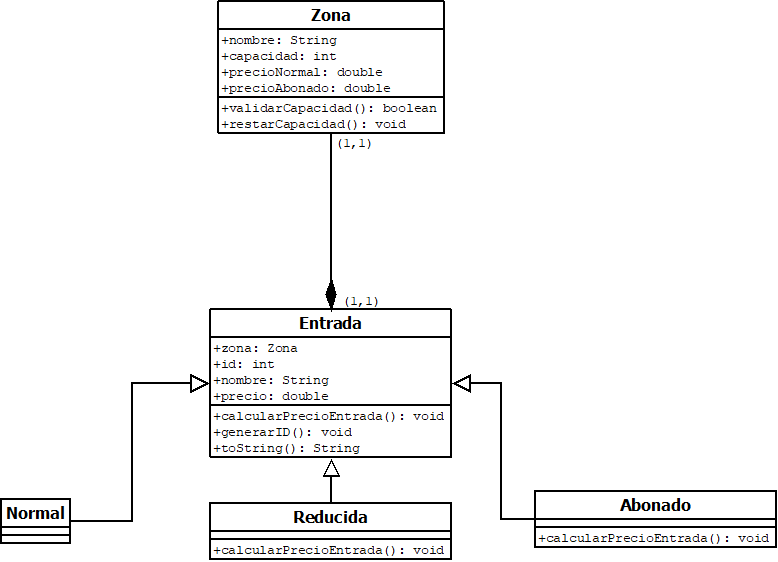 Zona
+nombre: String
+capacidad: int
+precioNormal: double
+precioAbonado: double
+validarCapacidad(): boolean
+restarCapacidad(): void
(1,1)
(1,1)
Entrada
+zona: Zona
+id: int
+nombre: String
+precio: double
+calcularPrecioEntrada(): void
+generarID(): void
+toString(): String
Normal
Reducida
+calcularPrecioEntrada(): void
Abonado
+calcularPrecioEntrada(): void